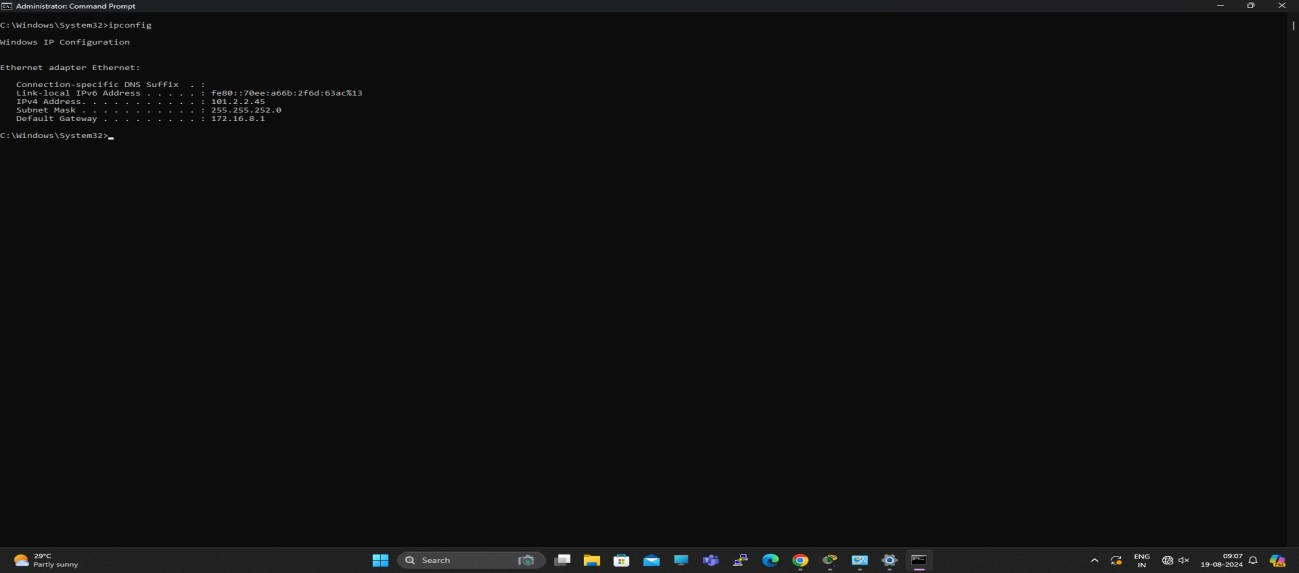 Administrator: Command Prompt
C:\Windows\System32>ipconfig
Windows IP Configuration
Ethernet adapter Ethernet:
Connection-specific DNS Suffix . :
Link-local IPv6 Address . . . . . : fe80::70ee:a66b:2f6d:63ac%13
IPv4 Address. . . . . . . . . . . : 101.2.2.45
Subnet Mask . . . . . . . . . . . : 255.255.252.0
Default Gateway . . . . . . . . . : 172.16.8.1
C:\Windows\System32>
29°C
Partly sunny
Search
ENG
IN
09:07
19-08-2024